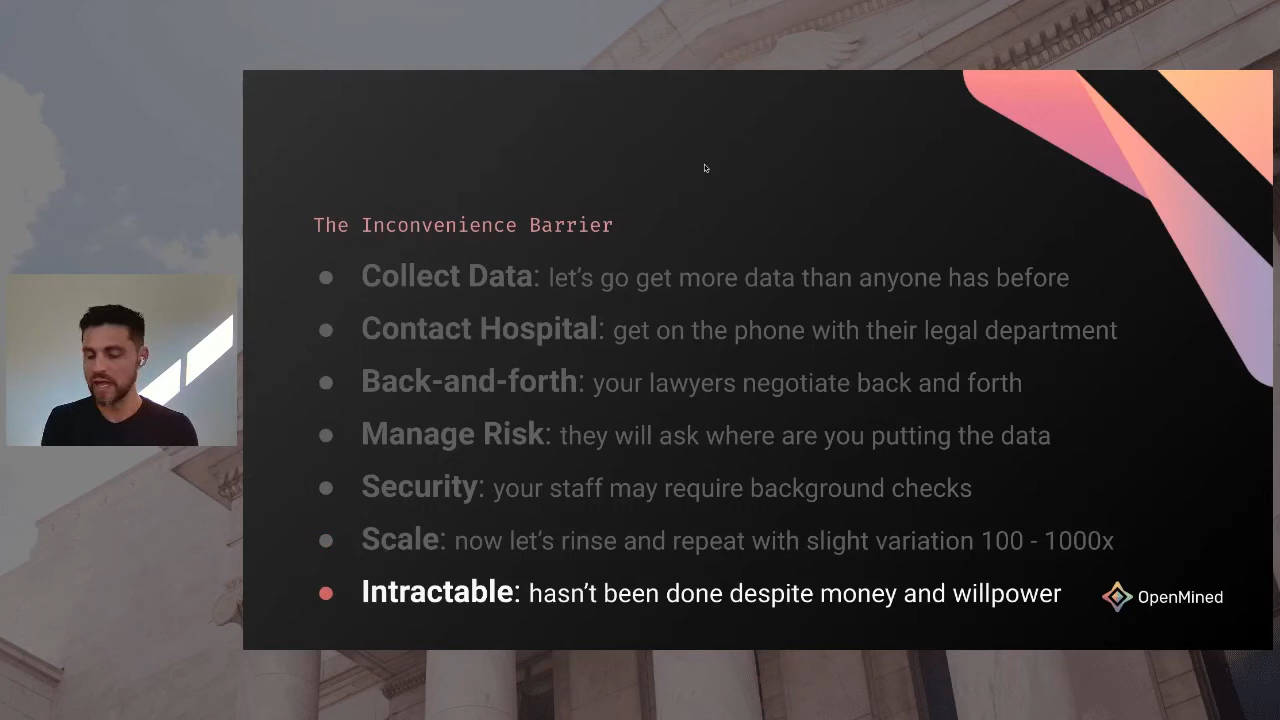 The Inconvenience Barrier
● Collect Data: let's go get more data than anyone has before
● Contact Hospital: get on the phone with their legal department
● Back-and-forth: your lawyers negotiate back and forth
● Manage Risk: they will ask where are you putting the data
● Security: your staff may require background checks
● Scale: now let's rinse and repeat with slight variation 100 - 1000x
● Intractable: hasn't been done despite money and willpower
OpenMined